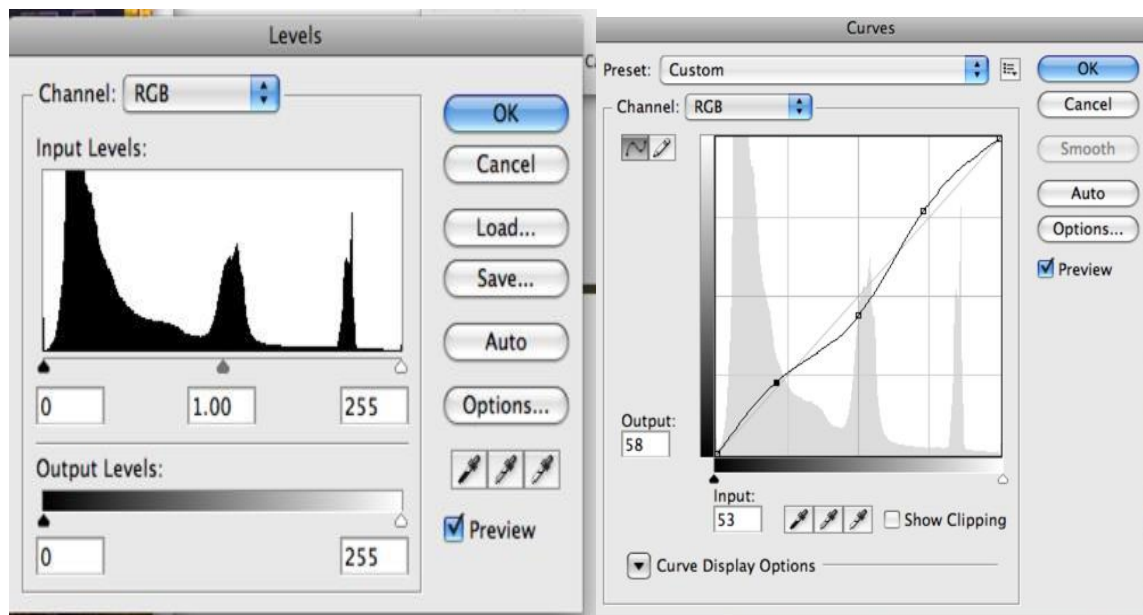 Levels
Channel: RGB
Input Levels:
0 1.00 255
Output Levels:
0 255
OK
Cancel
Load...
Save...
Auto
Options...
Preview
Curves
Preset: Custom
Channel: RGB
Output:
58
Input:
53
Show Clipping
Curve Display Options
OK
Cancel
Smooth
Auto
Options...
Preview